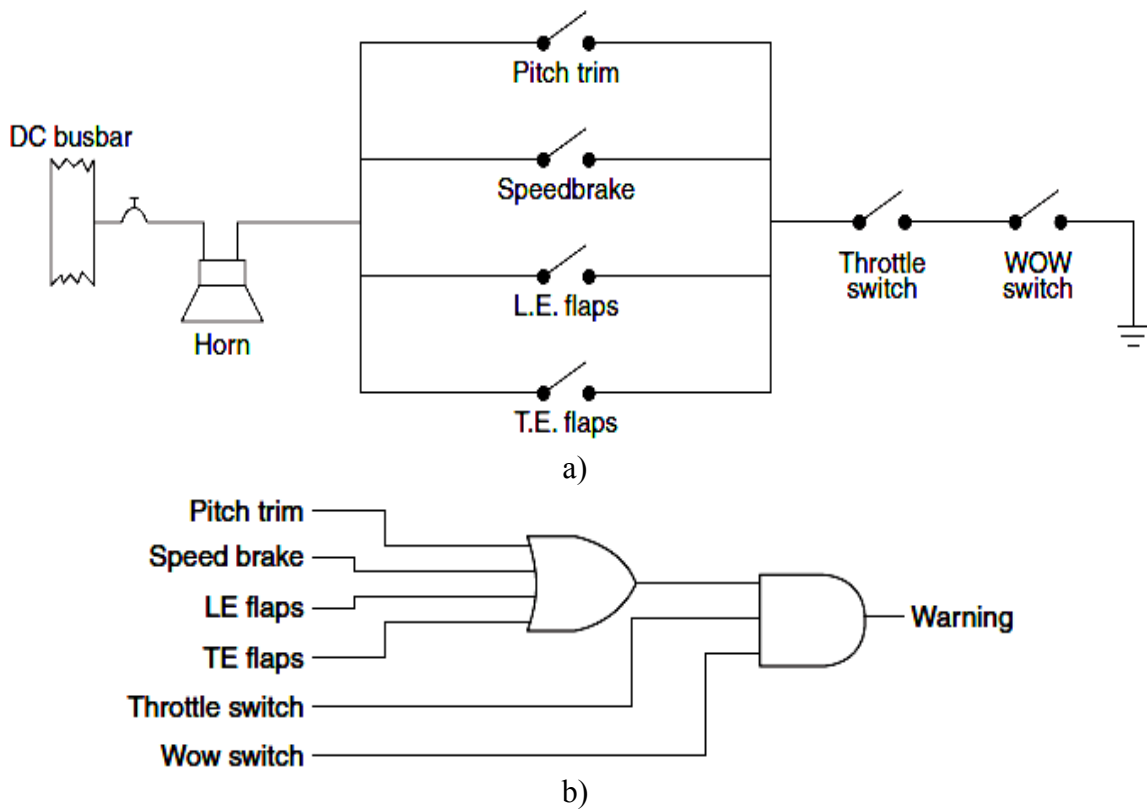 Pitch trim
DC busbar
Speedbrake
Throttle
switch
WOW
switch
L.E. flaps
Horn
T.E. flaps
a)
Pitch trim
Speed brake
LE flaps
Warning
TE flaps
Throttle switch
Wow switch
b)